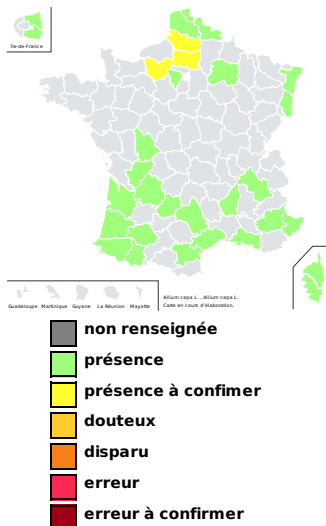 Île-de-France
Guadeloupe Martinique Guyane La Réunion Mayotte
Allium cepa L. , Allium cepa L.
Carte en cours d'élaboration.
non renseignée
présence
présence à confimer
douteux
disparu
erreur
erreur à confirmer